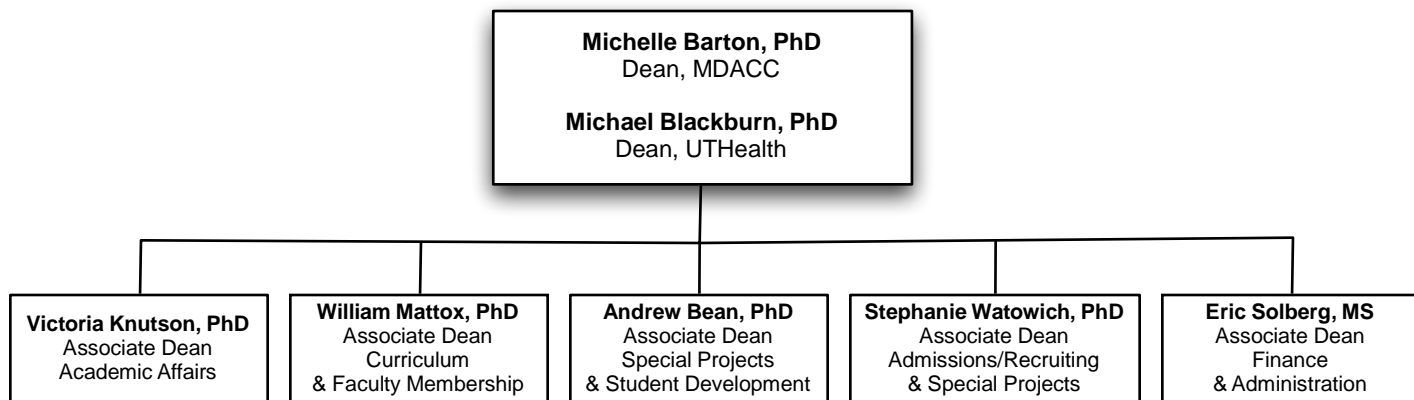 Michelle Barton, PhD
Dean, MDACC
Michael Blackburn, PhD
Dean, UTHealth
Victoria Knutson, PhD
Associate Dean
Academic Affairs
William Mattox, PhD
Associate Dean
Curriculum
& Faculty Membership
Andrew Bean, PhD
Associate Dean
Special Projects
& Student Development
Stephanie Watowich, PhD
Associate Dean
Admissions/Recruiting
& Special Projects
Eric Solberg, MS
Associate Dean
Finance
& Administration